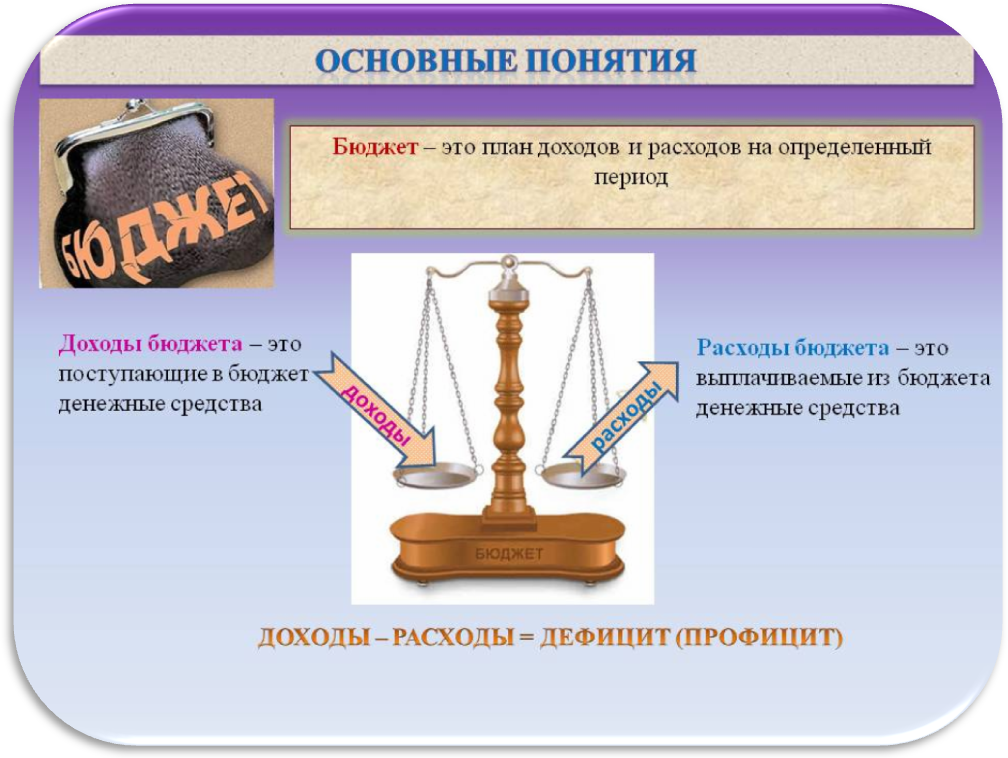 ОСНОВНЫЕ ПОНЯТИЯ
БЮДЖЕТ
Бюджет – это план доходов и расходов на определенный
период
Доходы бюджета – это
поступающие в бюджет
денежные средства
доходы
расходы
Расходы бюджета – это
выплачиваемые из бюджета
денежные средства
БЮДЖЕТ
ДОХОДЫ – РАСХОДЫ = ДЕФИЦИТ (ПРОФИЦИТ)